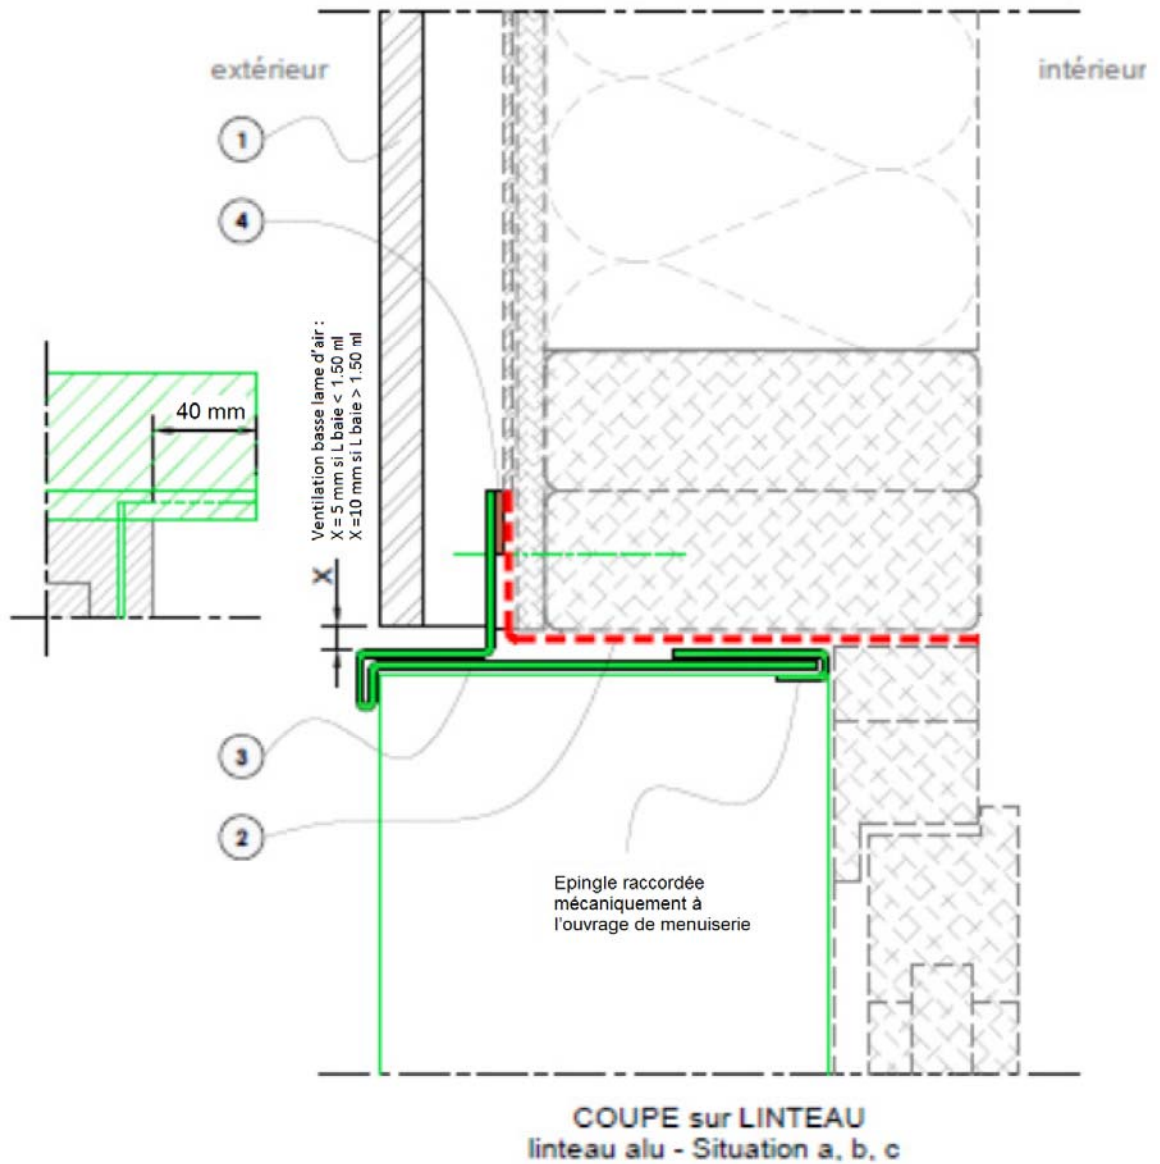 extérieur
intérieur
1
4
Ventilation basse lame d'air :
X = 5 mm si L baie < 1.50 ml
X =10 mm si L baie > 1.50 ml
40 mm
X
3
2
Epingle raccordée
mécaniquement à
l'ouvrage de menuiserie
COUPE sur LINTEAU
linteau alu - Situation a, b, c